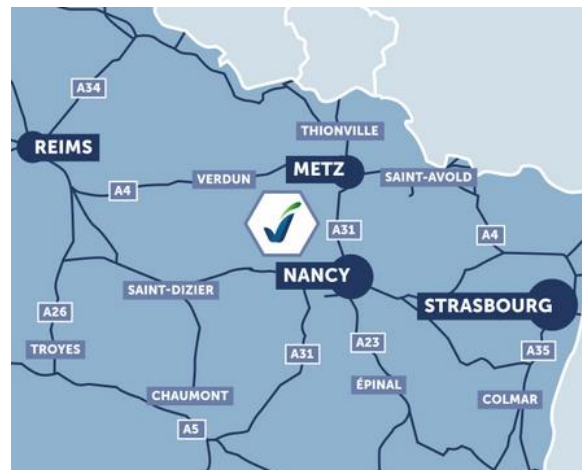 A34
THIONVILLE
REIMS
METZ
VERDUN
SAINT-AVOLD
A4
A31
A4
NANCY
SAINT-DIZIER
STRASBOURG
A26
A23
TROYES
A31
A35
ÉPINAL
CHAUMONT
COLMAR
A5